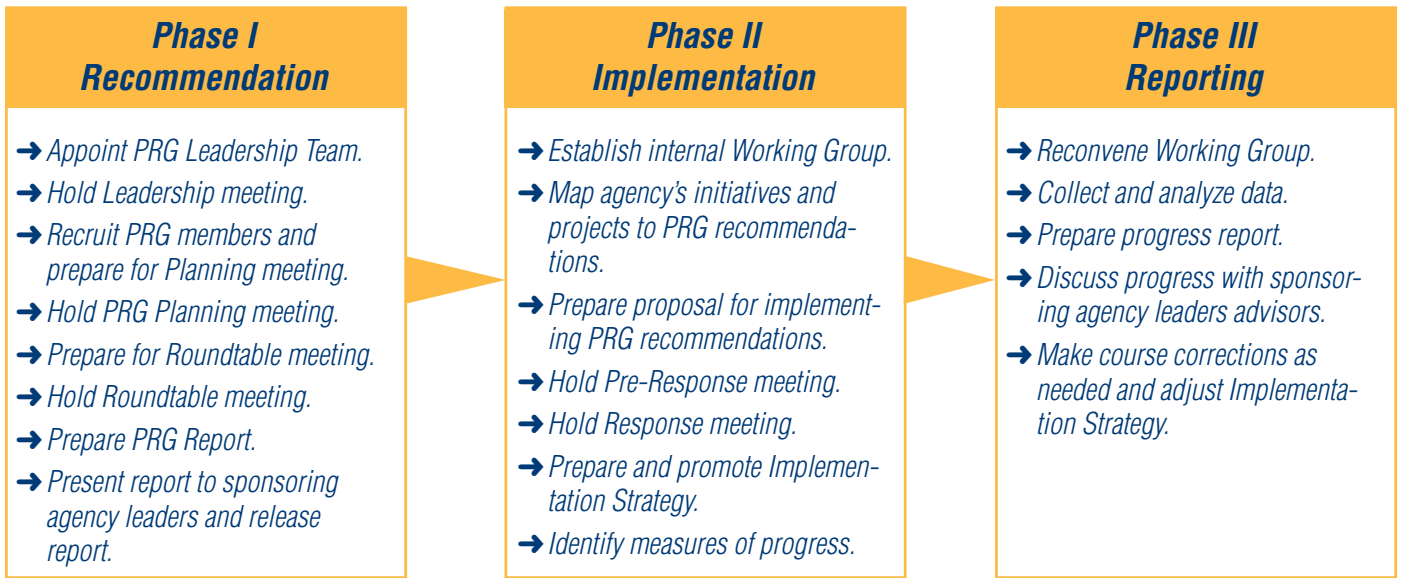 Phase I
Recommendation
➜ Appoint PRG Leadership Team.
➜ Hold Leadership meeting.
➜ Recruit PRG members and
prepare for Planning meeting.
➜ Hold PRG Planning meeting.
➜ Prepare for Roundtable meeting.
➜ Hold Roundtable meeting.
➜ Prepare PRG Report.
➜ Present report to sponsoring
agency leaders and release
report.
Phase II
Implementation
➜ Establish internal Working Group.
➜ Map agency’s initiatives and
projects to PRG recommenda-
tions.
➜ Prepare proposal for implement-
ing PRG recommendations.
➜ Hold Pre-Response meeting.
➜ Hold Response meeting.
➜ Prepare and promote Implemen-
tation Strategy.
➜ Identify measures of progress.
Phase III
Reporting
➜ Reconvene Working Group.
➜ Collect and analyze data.
➜ Prepare progress report.
➜ Discuss progress with sponsor-
ing agency leaders advisors.
➜ Make course corrections as
needed and adjust Implementa-
tion Strategy.